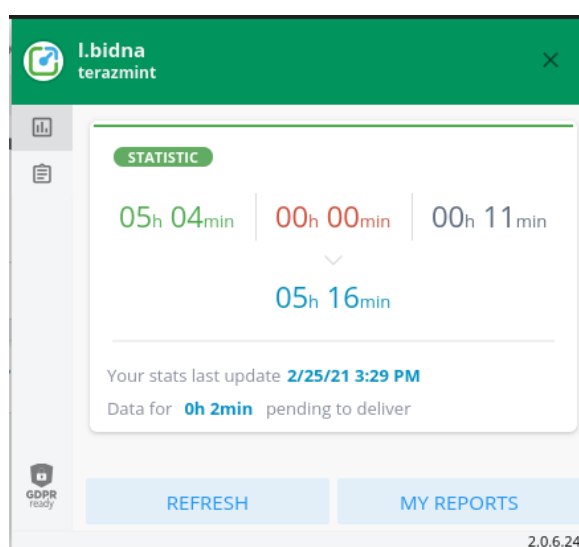 l.bidna
terazmint
STATISTIC
05h 04min 00h 00min 00h 11min
05h 16min
Your stats last update 2/25/21 3:29 PM
Data for 0h 2min pending to deliver
GDPR
ready
REFRESH MY REPORTS
2.0.6.24